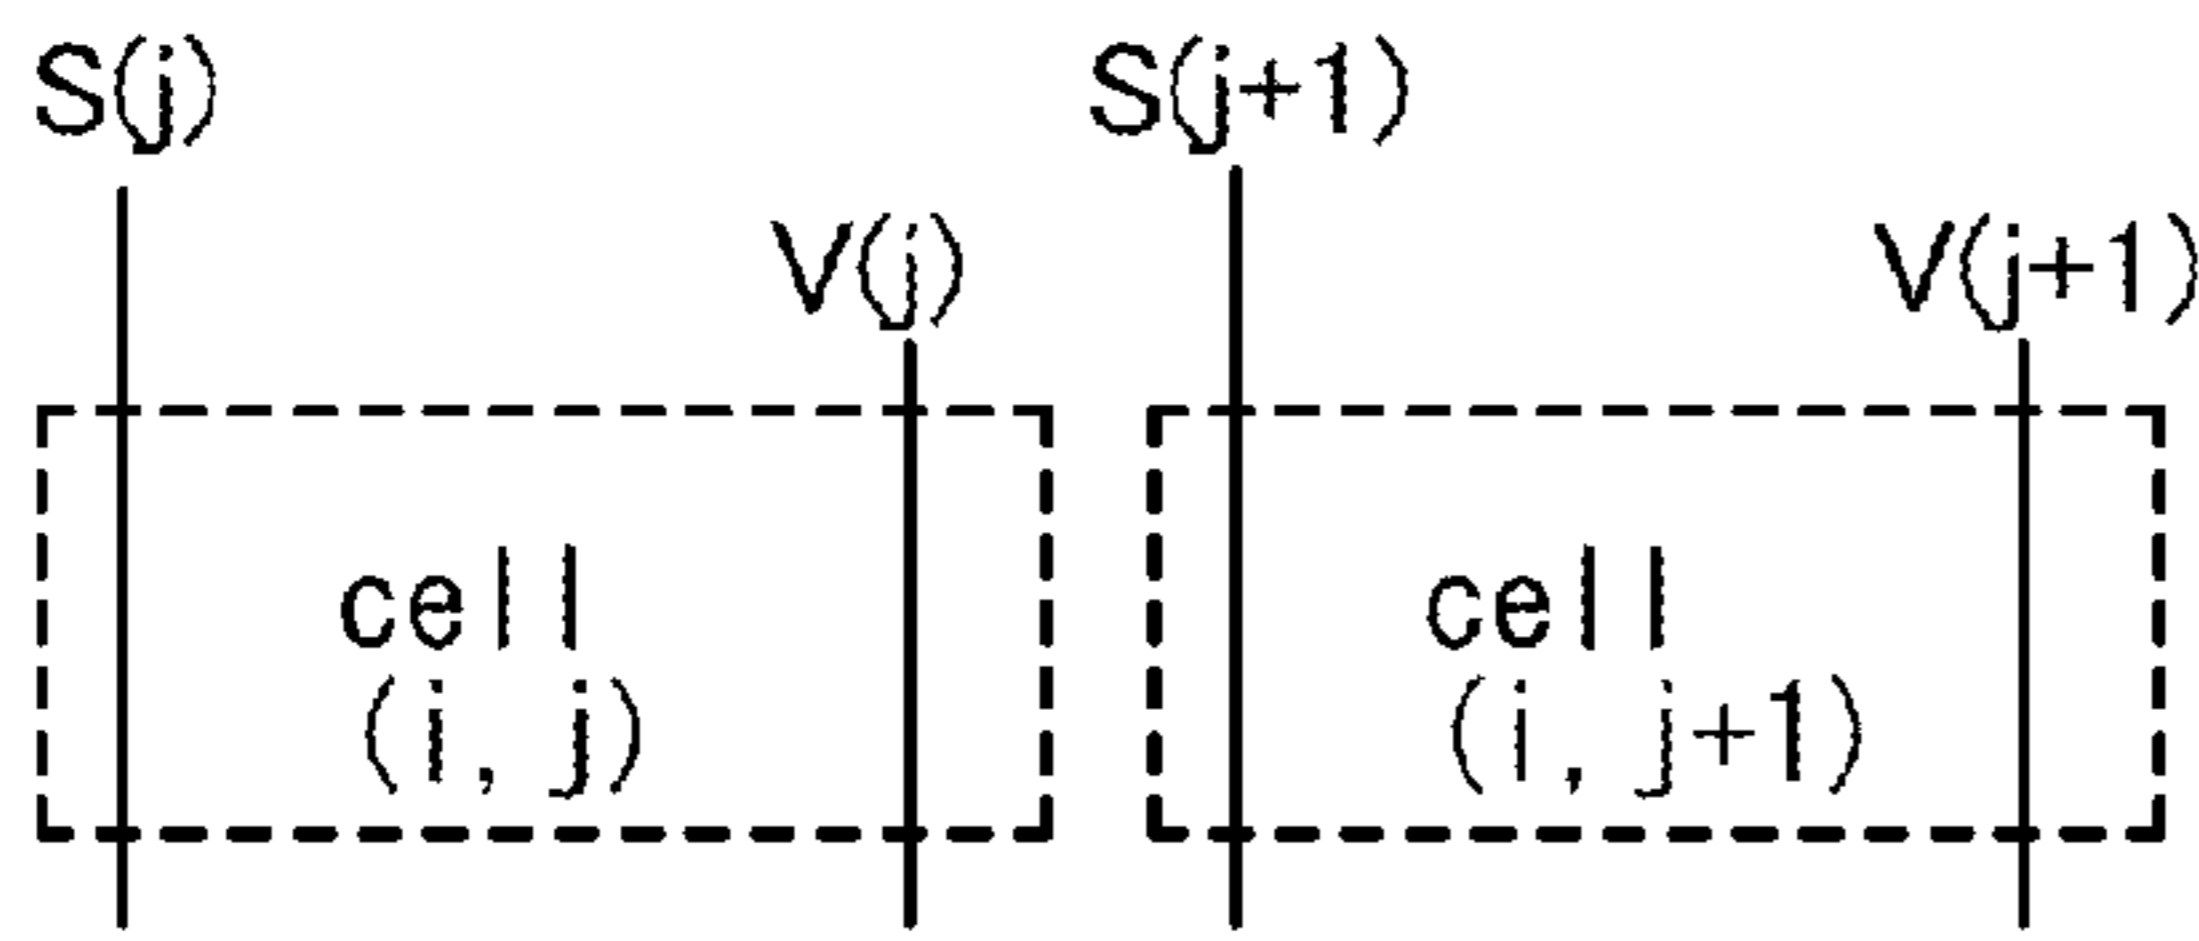 S(j)
S(j+1)
V(j)
V(j+1)
cell
(i, j)
cell
(i, j+1)